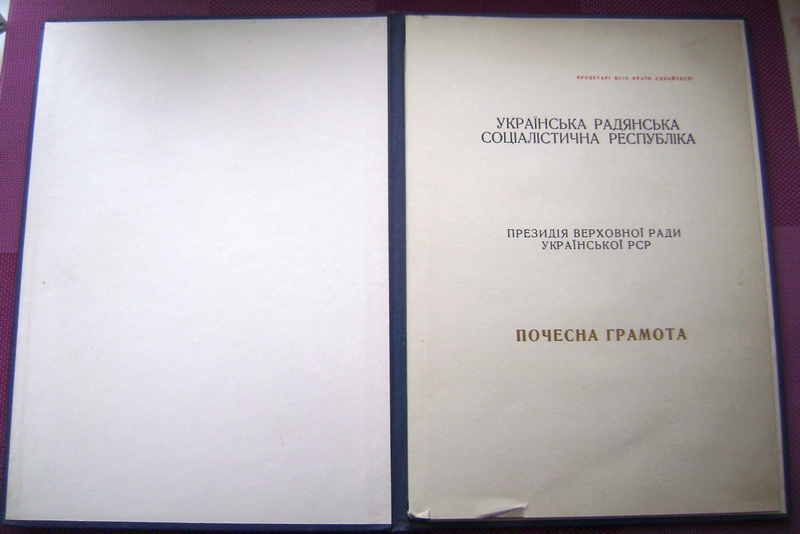 ПРОЛЕТАРІ ВСІХ КРАЇН, ЄДНАЙТЕСЯ!
УКРАЇНСЬКА РАДЯНСЬКА
СОЦІАЛІСТИЧНА РЕСПУБЛІКА
ПРЕЗИДІЯ ВЕРХОВНОЇ РАДИ
УКРАЇНСЬКОЇ РСР
ПОЧЕСНА ГРАМОТА